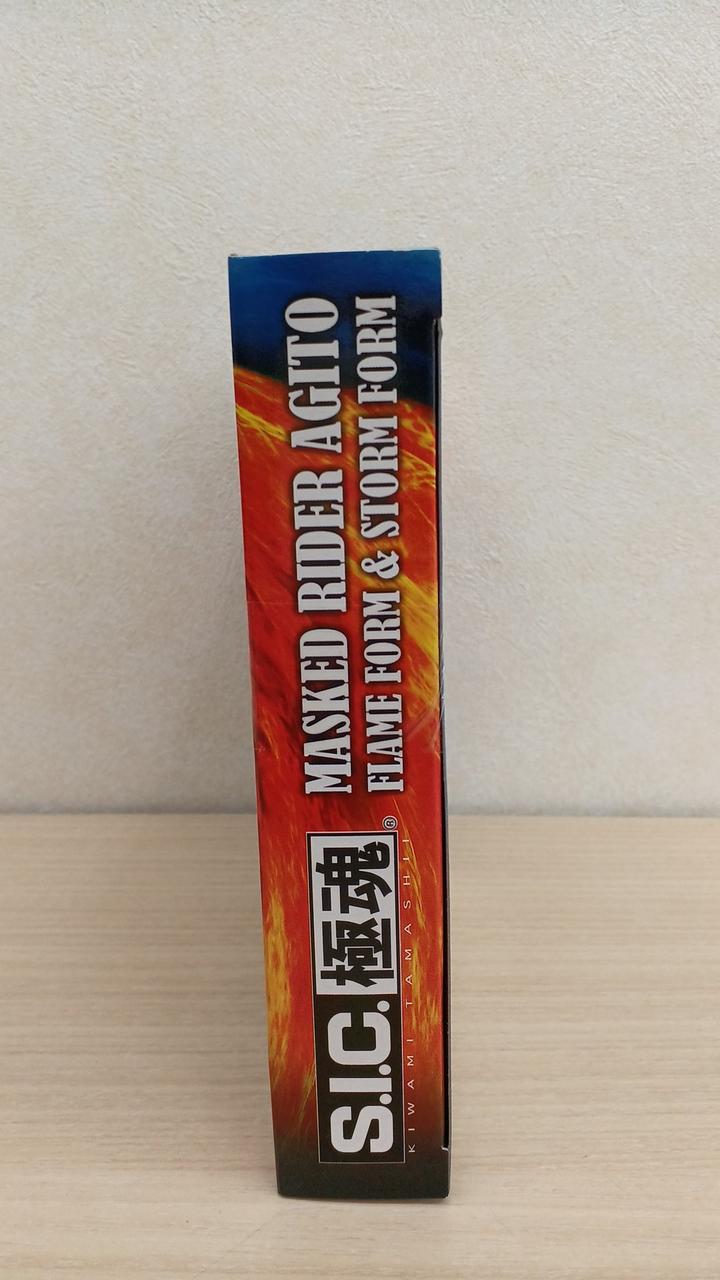 S.I.C. 極魂®
KIWAMI TAMASHII
MASKED RIDER AGITO
FLAME FORM & STORM FORM